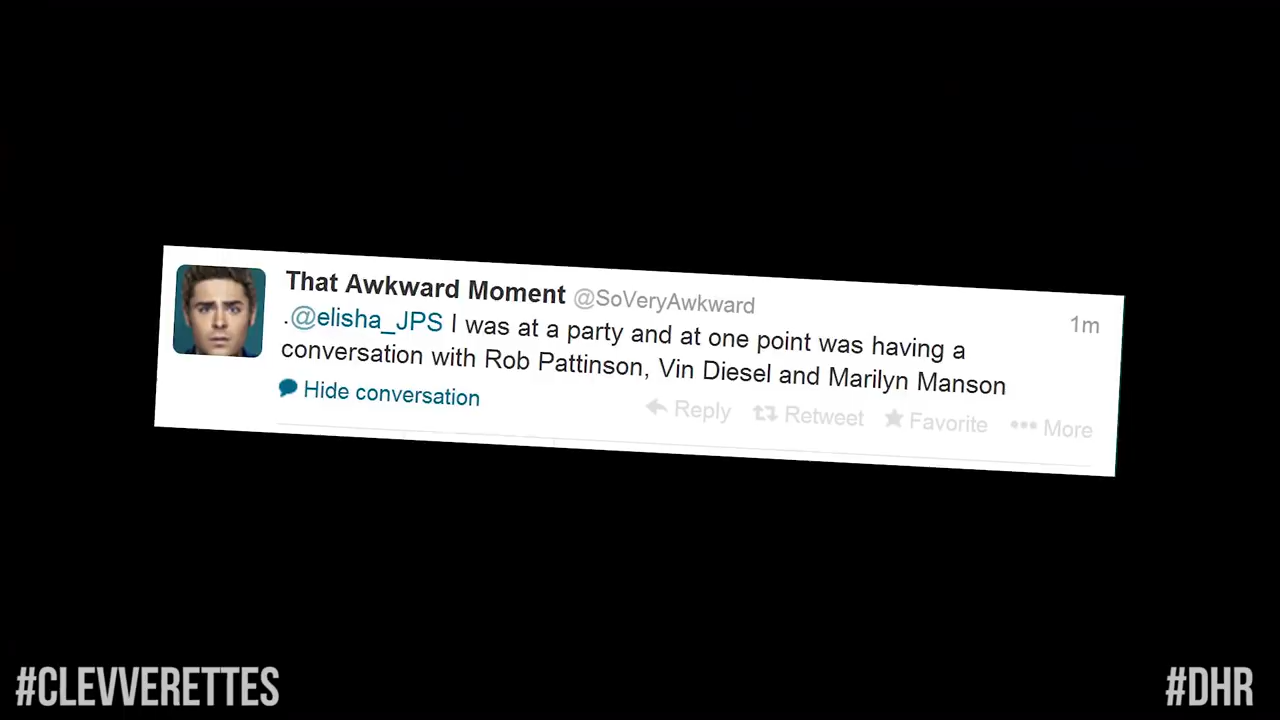 That Awkward Moment @SoVeryAwkward
1m
.@elisha_JPS I was at a party and at one point was having a
conversation with Rob Pattinson, Vin Diesel and Marilyn Manson
Hide conversation
Reply Retweet Favorite More
#CLEVVERETTES
#DHR